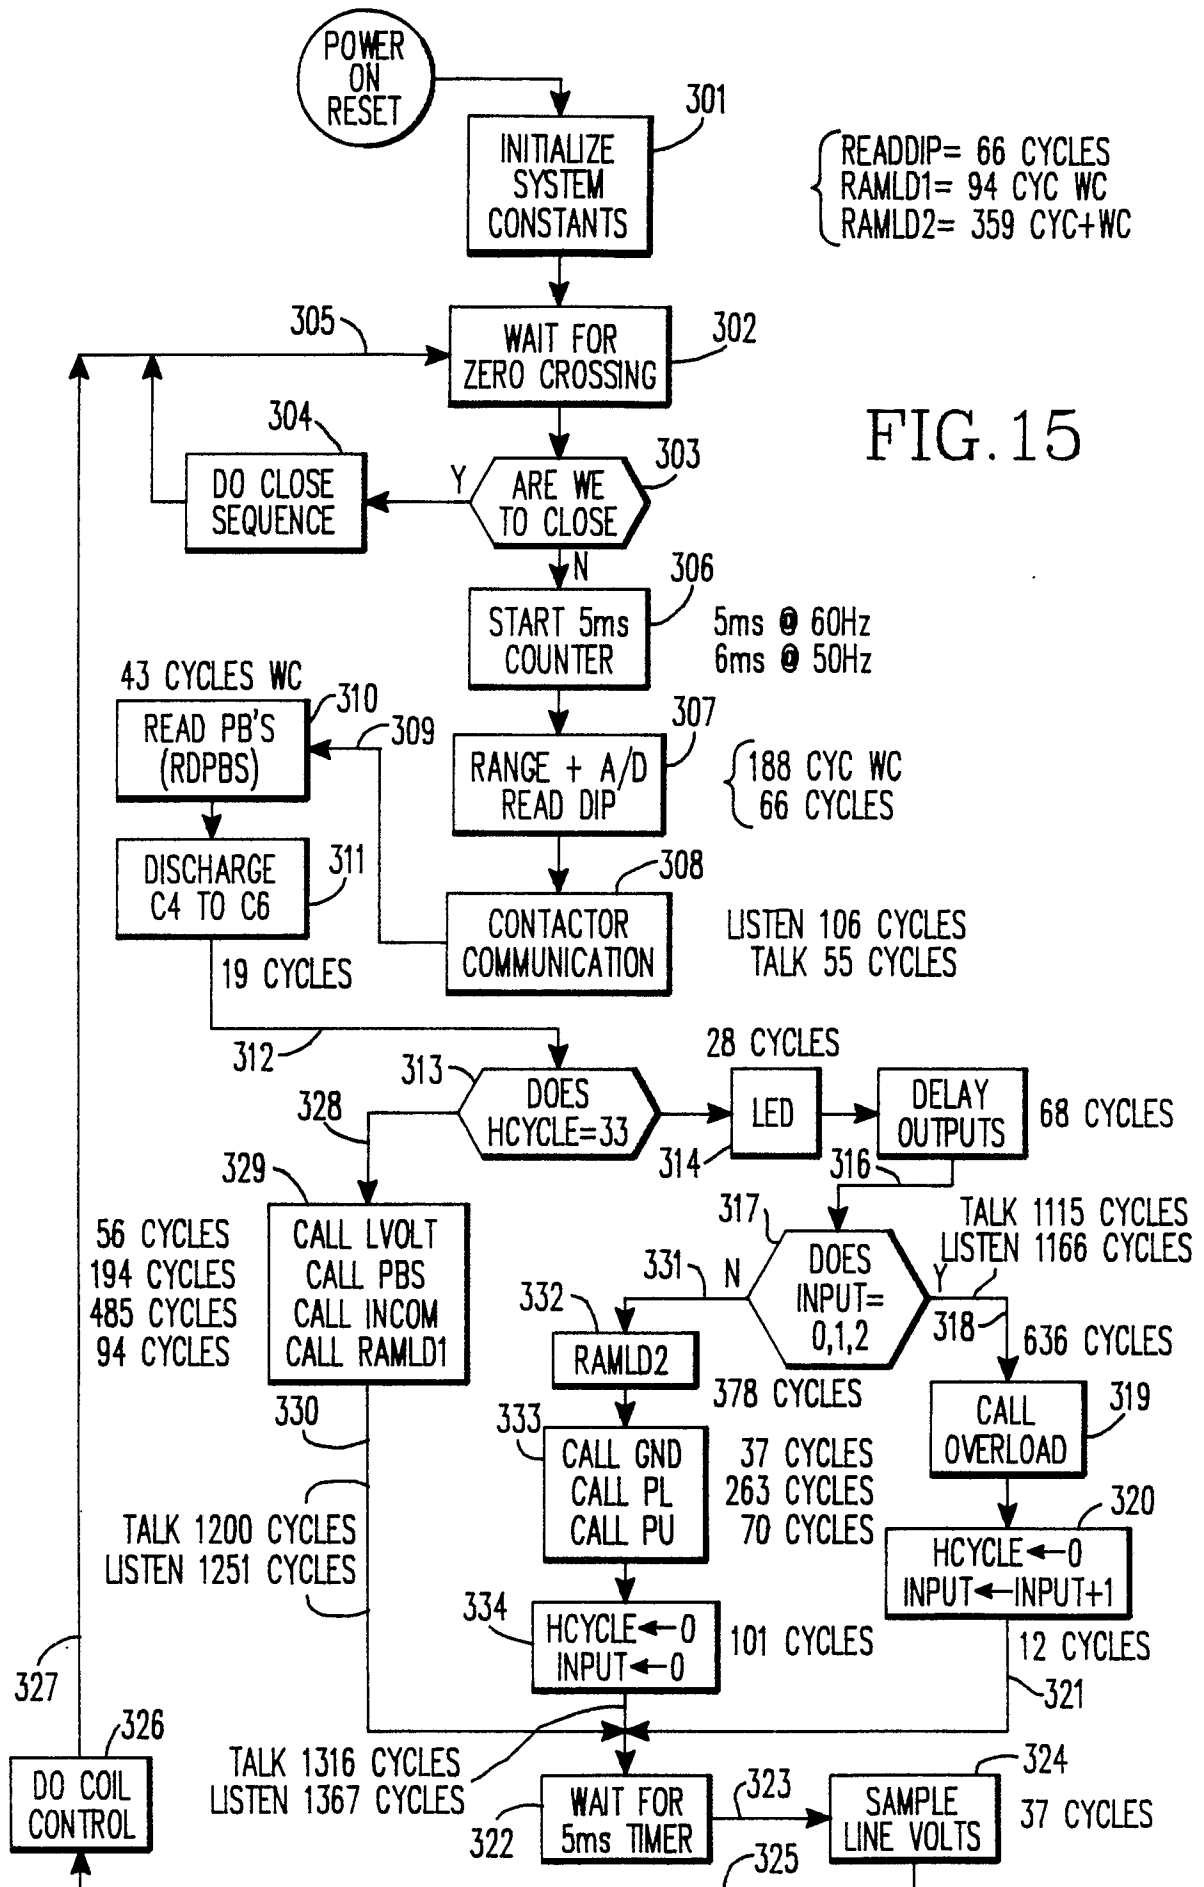 POWER
ON
RESET
301
INITIALIZE
SYSTEM
CONSTANTS
READDIP= 66 CYCLES
RAMLD1= 94 CYC WC
RAMLD2= 359 CYC+WC
305
WAIT FOR
ZERO CROSSING
302
FIG. 15
304
DO CLOSE
SEQUENCE
Y
ARE WE
TO CLOSE
303
N
306
START 5ms
COUNTER
5ms @ 60Hz
6ms @ 50Hz
43 CYCLES WC
310
READ PB'S
(RDPBS)
309
307
RANGE + A/D
READ DIP
188 CYC WC
66 CYCLES
DISCHARGE
C4 TO C6
311
19 CYCLES
308
CONTACTOR
COMMUNICATION
LISTEN 106 CYCLES
TALK 55 CYCLES
312
313
DOES
HCYCLE=33
28 CYCLES
LED
314
DELAY
OUTPUTS
68 CYCLES
316
328
329
56 CYCLES
194 CYCLES
485 CYCLES
94 CYCLES
CALL LVOLT
CALL PBS
CALL INCOM
CALL RAMLD1
330
317
DOES
INPUT=
0,1,2
N
Y
TALK 1115 CYCLES
LISTEN 1166 CYCLES
318
636 CYCLES
331
332
RAMLD2
378 CYCLES
333
CALL GND
CALL PL
CALL PU
37 CYCLES
263 CYCLES
70 CYCLES
CALL
OVERLOAD
319
320
HCYCLE←0
INPUT←INPUT+1
12 CYCLES
321
TALK 1200 CYCLES
LISTEN 1251 CYCLES
334
HCYCLE←0
INPUT←0
101 CYCLES
327
326
DO COIL
CONTROL
TALK 1316 CYCLES
LISTEN 1367 CYCLES
322
WAIT FOR
5ms TIMER
323
324
SAMPLE
LINE VOLTS
37 CYCLES
325